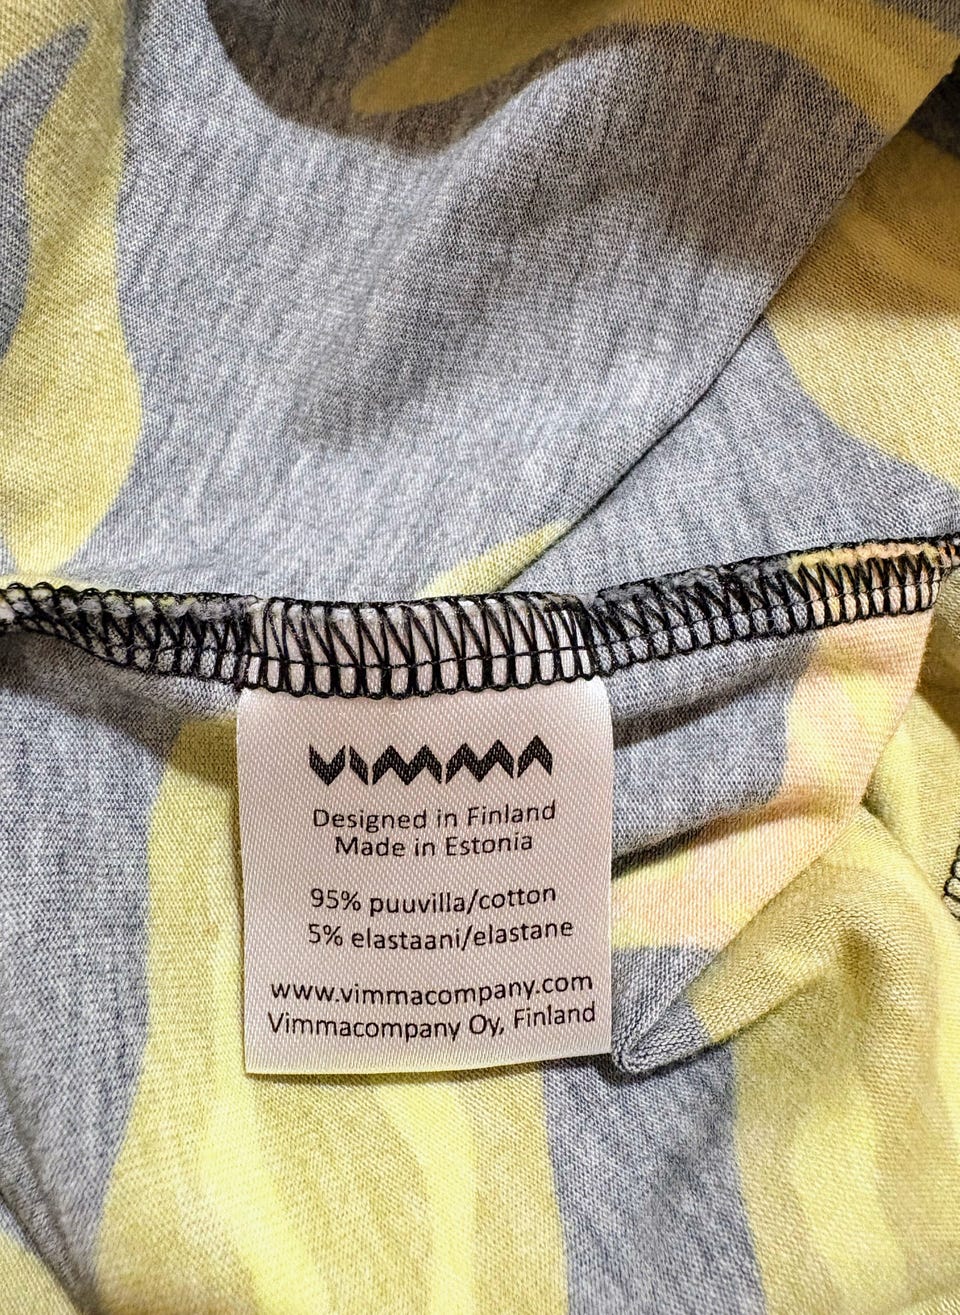 VIMMA
Designed in Finland
Made in Estonia
95% puuvilla/cotton
5% elastaani/elastane
www.vimmacompany.com
Vimmacompany Oy, Finland